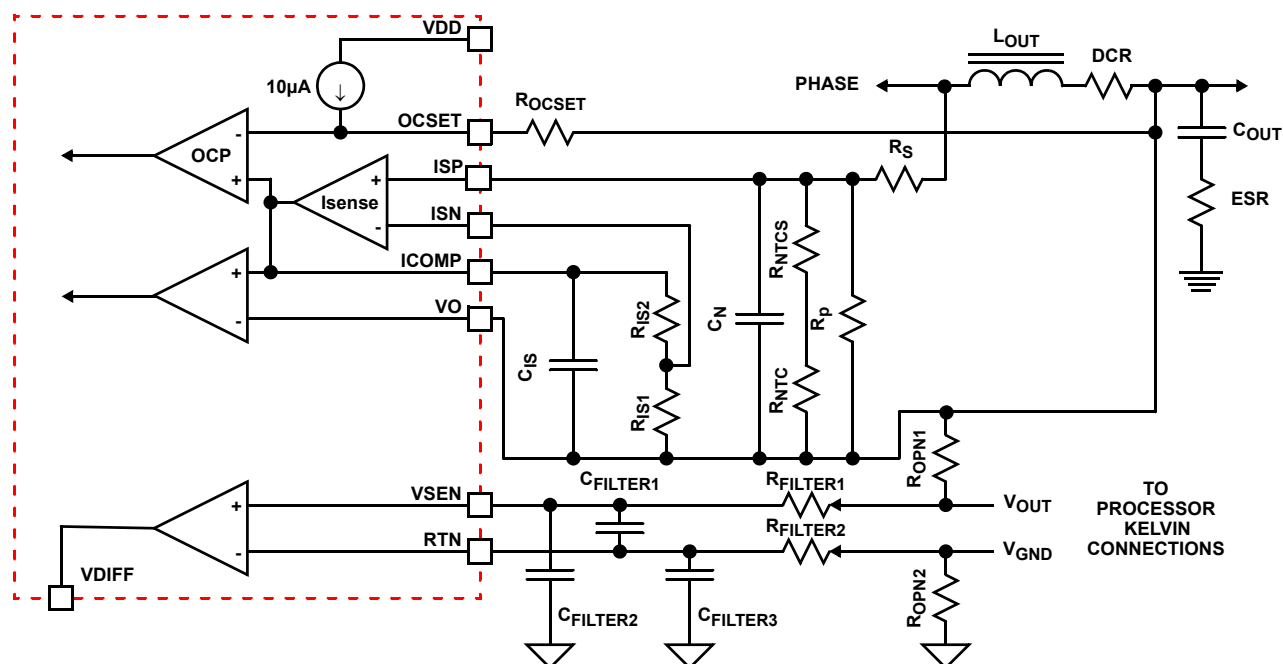 VDD
10µA
OCSET
ROCSET
OCP
-
+
ISP
ISN
Isense
+
-
ICOMP
VO
+
-
CIS
RIS2
RIS1
CN
RNTCS
RNTC
Rp
RS
PHASE
LOUT
DCR
COUT
ESR
ROPN1
VSEN
RTN
+
-
VDIFF
CFILTER1
CFILTER2
CFILTER3
RFILTER1
RFILTER2
VOUT
VGND
ROPN2
TO
PROCESSOR
KELVIN
CONNECTIONS